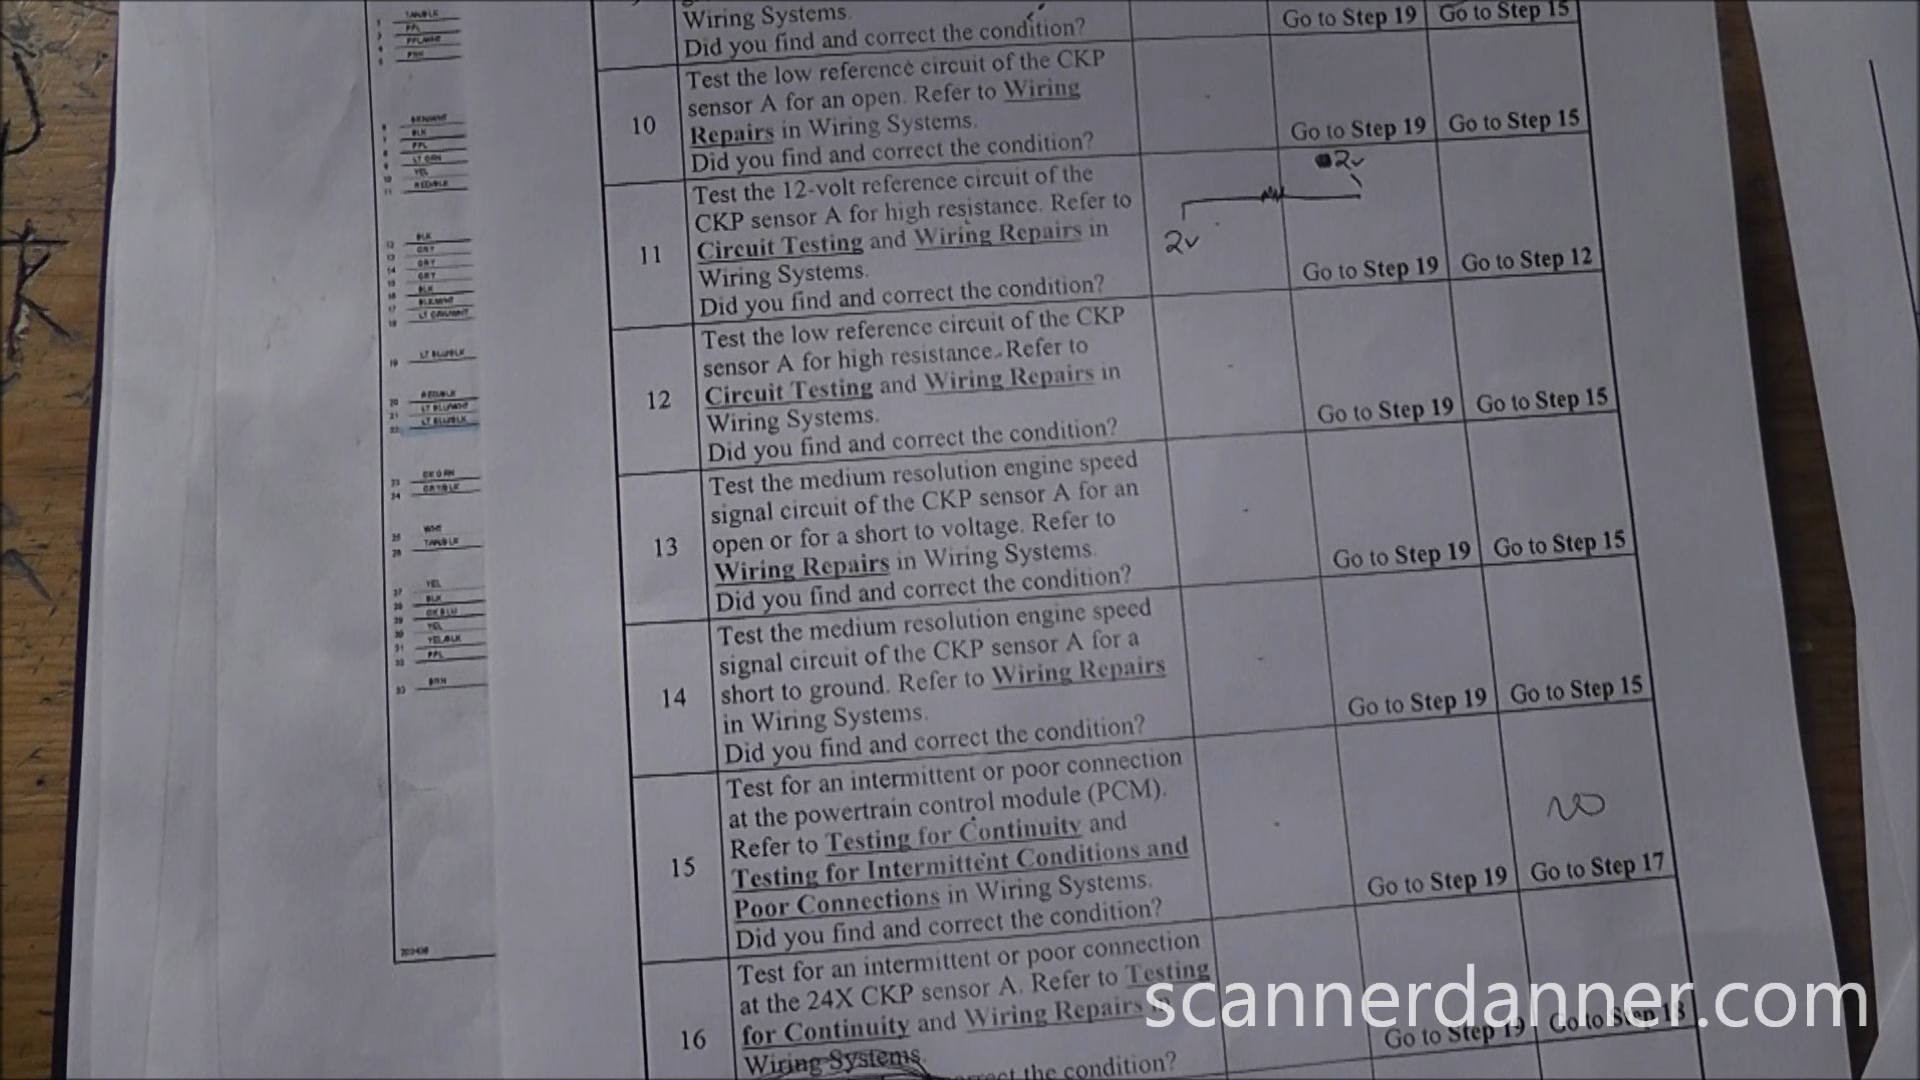 Wiring Systems.
Did you find and correct the condition?
Go to Step 19
Go to Step 15
10
Test the low reference circuit of the CKP
sensor A for an open. Refer to Wiring
Repairs in Wiring Systems.
Did you find and correct the condition?
Go to Step 19
Go to Step 15
11
Test the 12-volt reference circuit of the
CKP sensor A for high resistance. Refer to
Circuit Testing and Wiring Repairs in
Wiring Systems.
Did you find and correct the condition?
2v
2v
Go to Step 19
Go to Step 12
12
Test the low reference circuit of the CKP
sensor A for high resistance. Refer to
Circuit Testing and Wiring Repairs in
Wiring Systems.
Did you find and correct the condition?
Go to Step 19
Go to Step 15
13
Test the medium resolution engine speed
signal circuit of the CKP sensor A for an
open or for a short to voltage. Refer to
Wiring Repairs in Wiring Systems.
Did you find and correct the condition?
Go to Step 19
Go to Step 15
14
Test the medium resolution engine speed
signal circuit of the CKP sensor A for a
short to ground. Refer to Wiring Repairs
in Wiring Systems.
Did you find and correct the condition?
Go to Step 19
Go to Step 15
15
Test for an intermittent or poor connection
at the powertrain control module (PCM).
Refer to Testing for Continuity and
Testing for Intermittent Conditions and
Poor Connections in Wiring Systems.
Did you find and correct the condition?
NO
Go to Step 19
Go to Step 17
16
Test for an intermittent or poor connection
at the 24X CKP sensor A. Refer to Testing
for Continuity and Wiring Repairs in
Wiring Systems.
correct the condition?
Go to Step 19
Go to Step 18
scannerdanner.com